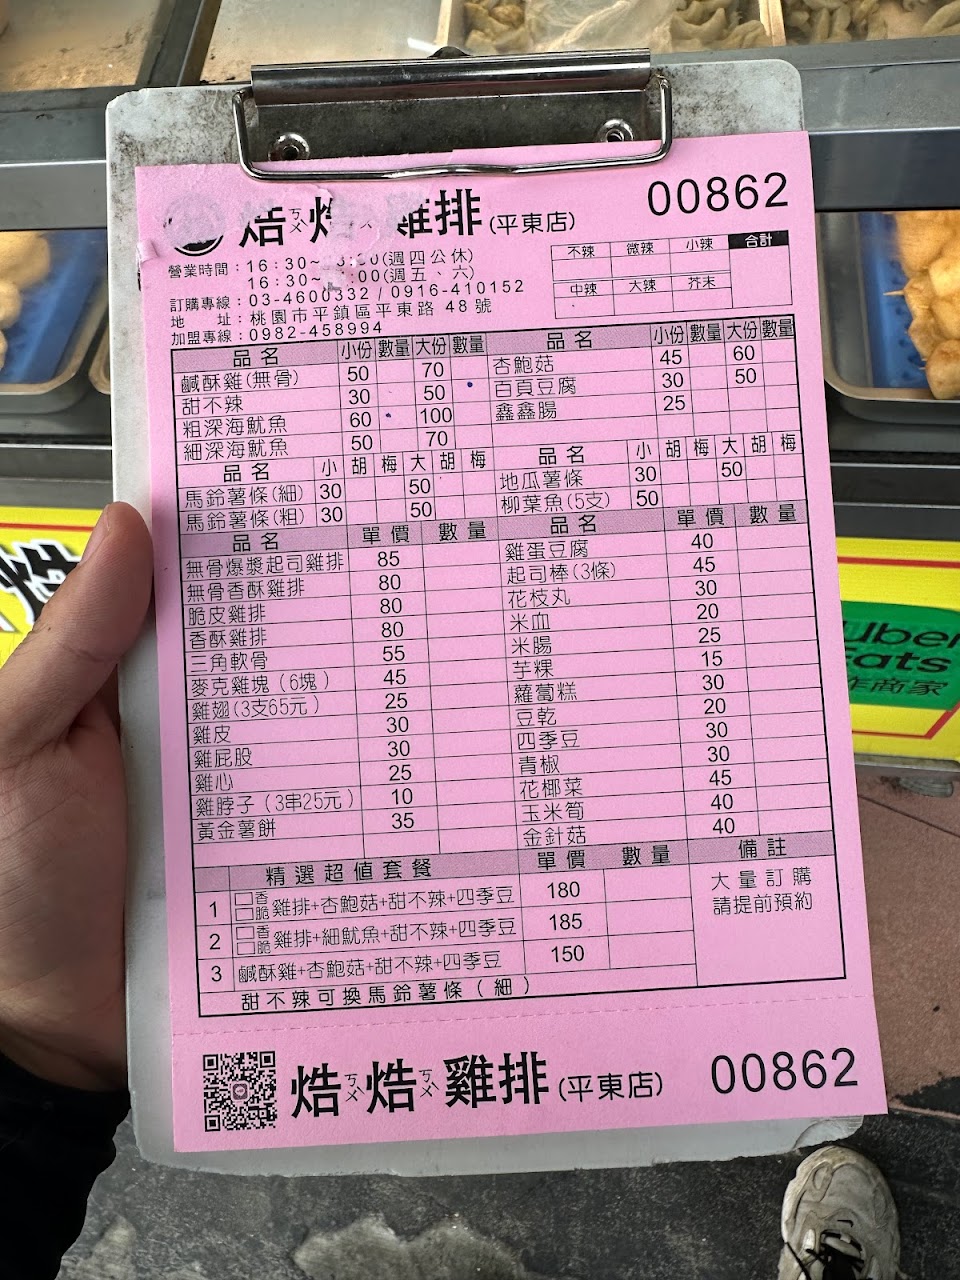 焅ㄎㄨ焅ㄨ雞排(平東店) 00862
營業時間：16:30~3:30(週四公休)
16:30~:00(週五、六)
訂購專線：03-4600332 / 0916-410152
地 址：桃園市平鎮區平東路 48 號
加盟專線：0982-458994
不辣 微辣 小辣 合計
中辣 大辣 芥末
品名 小份 數量 大份 數量
鹹酥雞(無骨) 50 70
甜不辣 30 50
粗深海魷魚 60 100
細深海魷魚 50 70
品名 小份 數量 大份 數量
杏鮑菇 45 60
百頁豆腐 30 50
鑫鑫腸 25
品名 小 胡 梅 大 胡 梅
馬鈴薯條(細) 30 50
馬鈴薯條(粗) 30 50
品名 小 胡 梅 大 胡 梅
地瓜薯條 30 50
柳葉魚(5支) 50
品名 單價 數量
無骨爆漿起司雞排 85
無骨香酥雞排 80
脆皮雞排 80
香酥雞排 80
三角軟骨 55
麥克雞塊(6塊) 45
雞翅(3支65元) 25
雞皮 30
雞屁股 30
雞心 25
雞脖子(3串25元) 10
黃金薯餅 35
品名 單價 數量
雞蛋豆腐 40
起司棒(3條) 45
花枝丸 30
米血 20
米腸 25
芋粿 15
蘿蔔糕 30
豆乾 20
四季豆 30
青椒 30
花椰菜 45
玉米筍 40
金針菇 40
精選超值套餐 單價 數量 備註
1 □香□脆 雞排+杏鮑菇+甜不辣+四季豆 180
2 □香□脆 雞排+細魷魚+甜不辣+四季豆 185
3 鹹酥雞+杏鮑菇+甜不辣+四季豆 150
甜不辣可換馬鈴薯條(細)
大量訂購
請提前預約
焅ㄎㄨ焅ㄎㄨ雞排(平東店) 00862
Uber
Eats
作商家